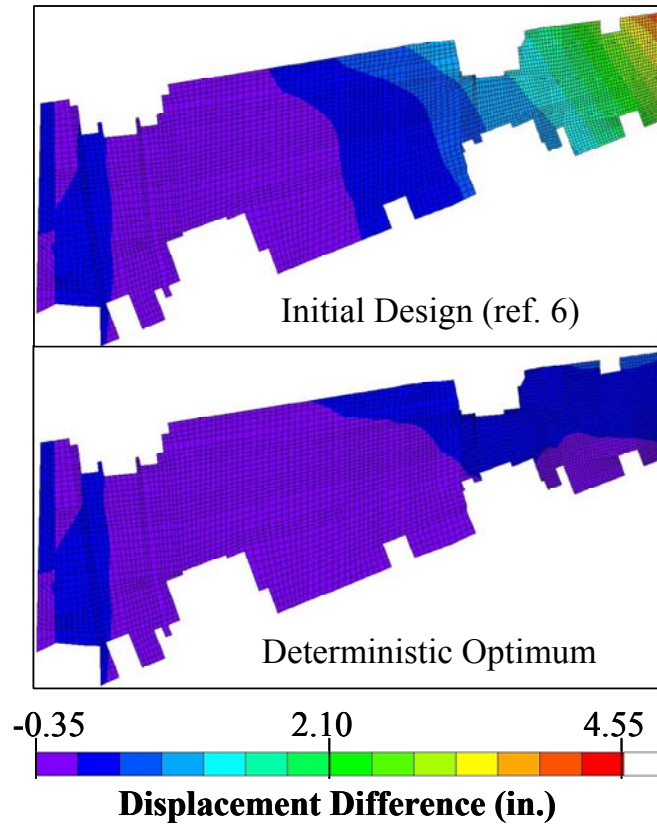 Initial Design (ref. 6)
Deterministic Optimum
-0.35 2.10 4.55
Displacement Difference (in.)